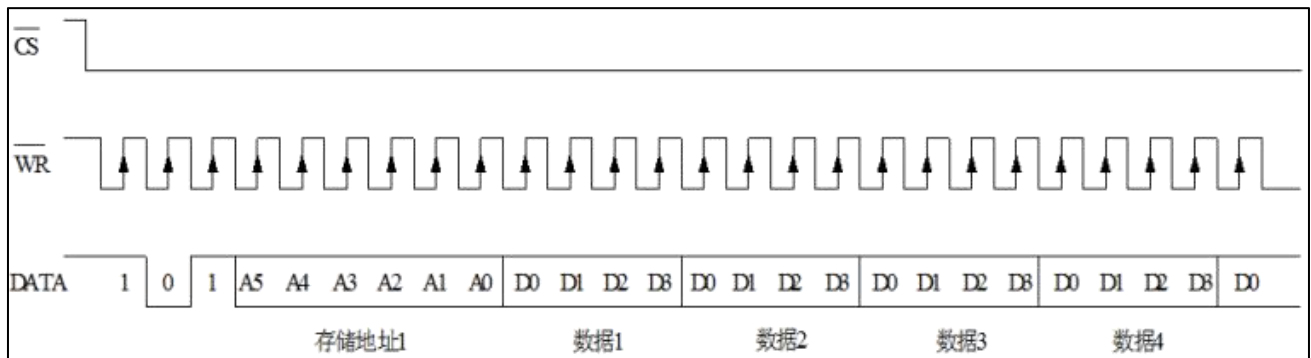 CS
WR
DATA 1 0 1 A5 A4 A3 A2 A1 A0 D0 D1 D2 D3 D0 D1 D2 D3 D0 D1 D2 D3 D0 D1 D2 D3 D0
存储地址1 数据1 数据2 数据3 数据4